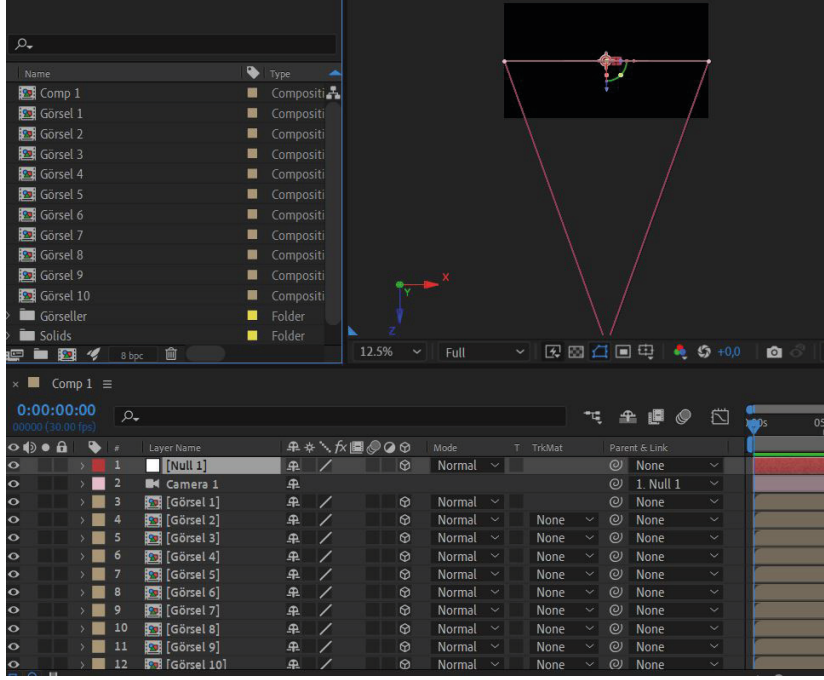 Name Type
Comp 1 Compositi
Görsel 1 Compositi
Görsel 2 Compositi
Görsel 3 Compositi
Görsel 4 Compositi
Görsel 5 Compositi
Görsel 6 Compositi
Görsel 7 Compositi
Görsel 8 Compositi
Görsel 9 Compositi
Görsel 10 Compositi
Görseller Folder
Solids Folder
8 bpc
X
Y
Z
12.5% Full +0,0
× Comp 1
0:00:00:00
00000 (30.00 fps)
05
# Layer Name fx Mode T TrkMat Parent & Link
1 [Null 1] Normal None
2 Camera 1 1. Null 1
3 [Görsel 1] Normal None
4 [Görsel 2] Normal None None
5 [Görsel 3] Normal None None
6 [Görsel 4] Normal None None
7 [Görsel 5] Normal None None
8 [Görsel 6] Normal None None
9 [Görsel 7] Normal None None
10 [Görsel 8] Normal None None
11 [Görsel 9] Normal None None
12 [Görsel 10] Normal None None